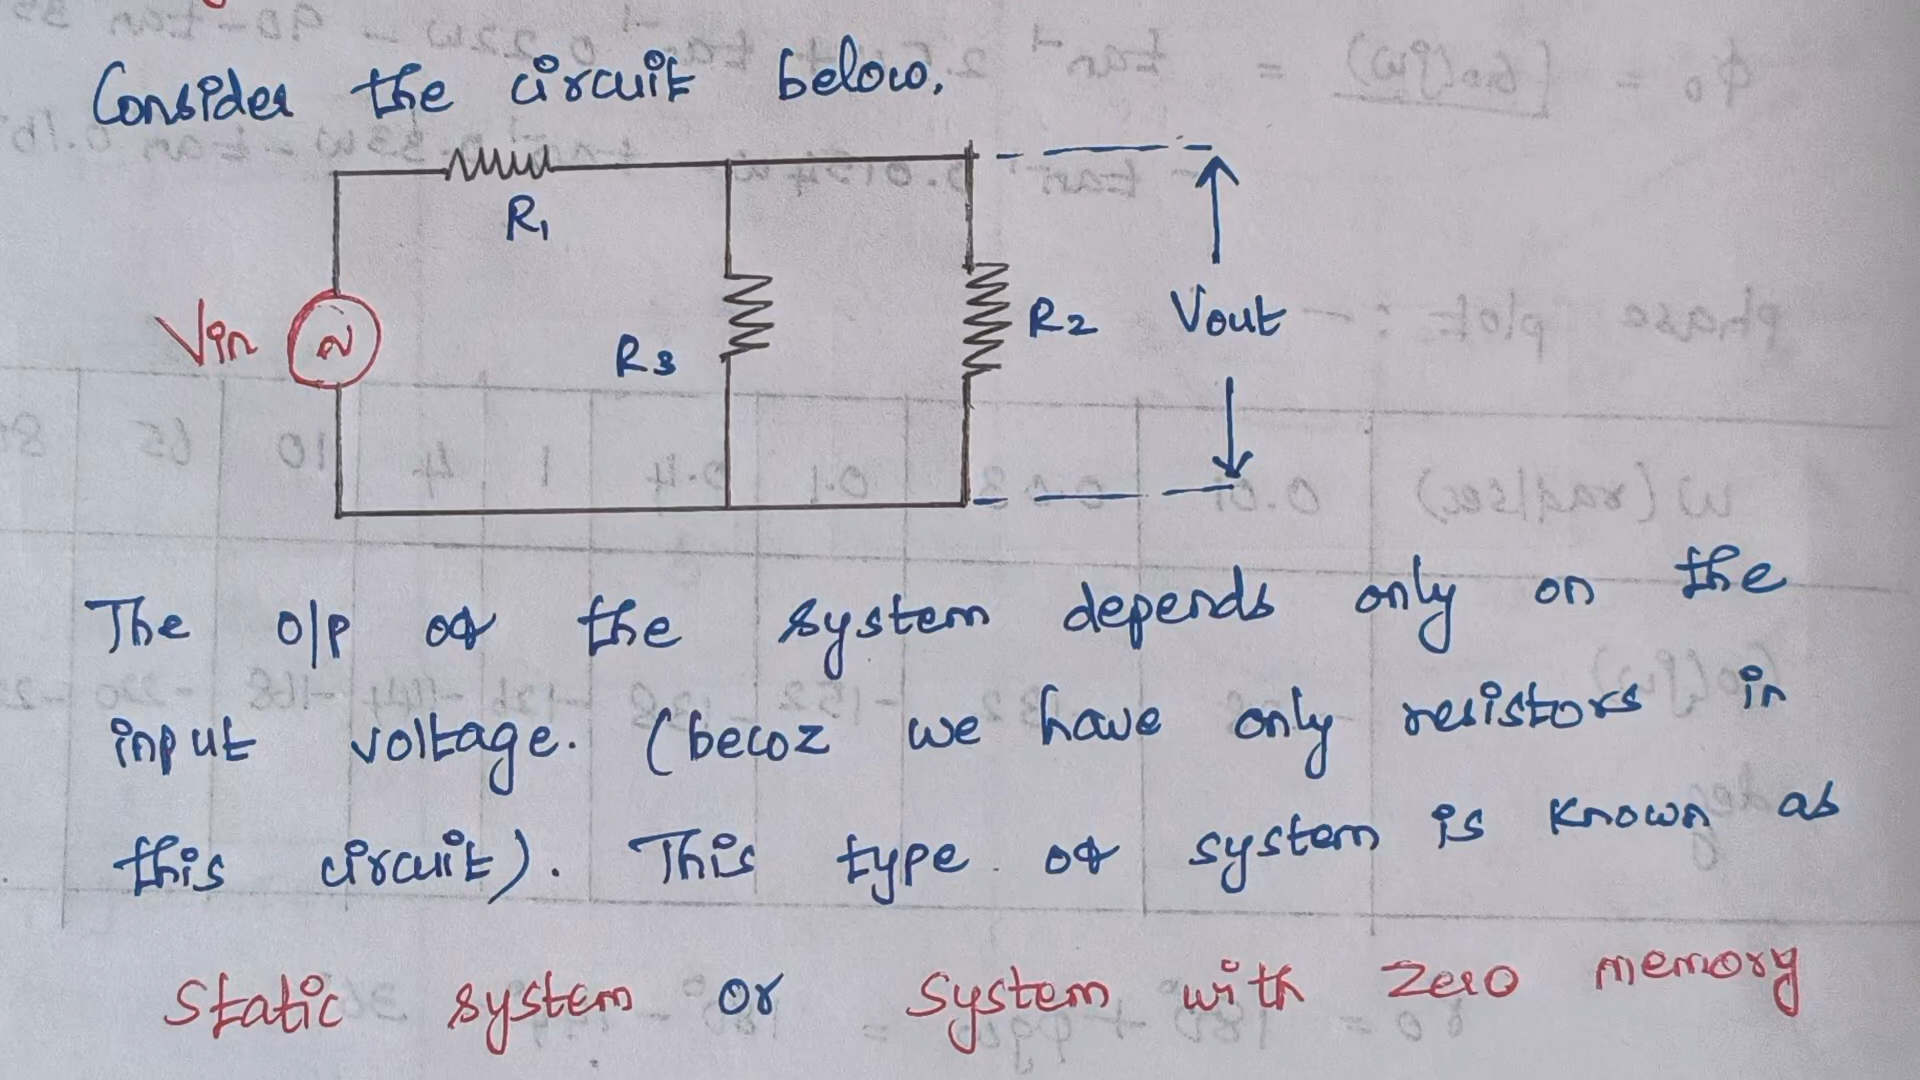 Consider the circuit below.
R1
Vin
R3
R2
Vout
The o/p of the system depends only on the
input voltage. (becoz we have only resistors in
this circuit). This type of system is known as
Static system or System with Zero memory